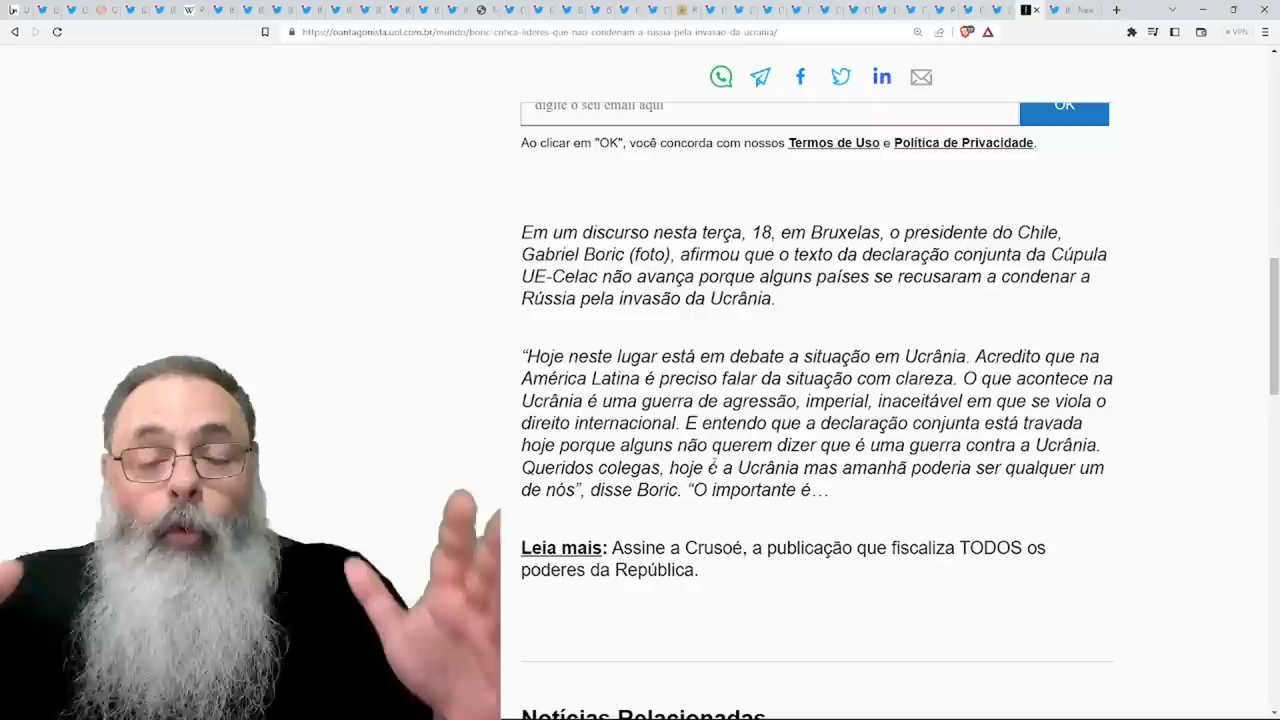 New
https://oantagonista.uol.com.br/mundo/boric-critica-lideres-que-nao-condenam-a-russia-pela-invasao-da-ucrania/
VPN
digite o seu email aqui
OK
Ao clicar em "OK", você concorda com nossos Termos de Uso e Política de Privacidade.
Em um discurso nesta terça, 18, em Bruxelas, o presidente do Chile,
Gabriel Boric (foto), afirmou que o texto da declaração conjunta da Cúpula
UE-Celac não avança porque alguns países se recusaram a condenar a
Rússia pela invasão da Ucrânia.
“Hoje neste lugar está em debate a situação em Ucrânia. Acredito que na
América Latina é preciso falar da situação com clareza. O que acontece na
Ucrânia é uma guerra de agressão, imperial, inaceitável em que se viola o
direito internacional. E entendo que a declaração conjunta está travada
hoje porque alguns não querem dizer que é uma guerra contra a Ucrânia.
Queridos colegas, hoje é a Ucrânia mas amanhã poderia ser qualquer um
de nós”, disse Boric. “O importante é…
Leia mais: Assine a Crusoé, a publicação que fiscaliza TODOS os
poderes da República.
Notícias Relacionadas